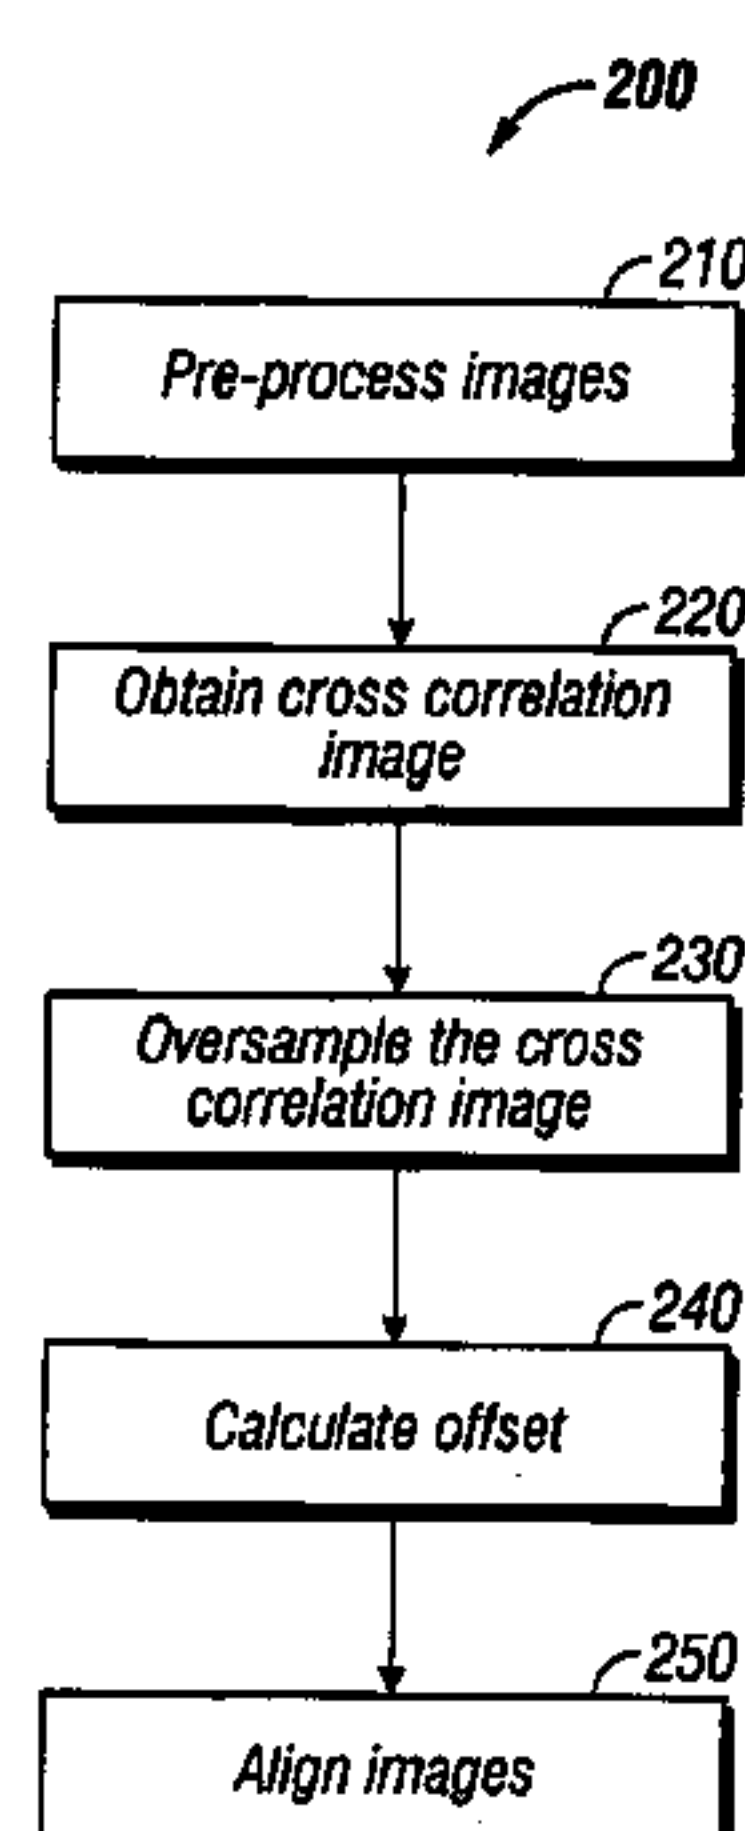 200
210
Pre-process images
220
Obtain cross correlation
image
230
Oversample the cross
correlation image
240
Calculate offset
250
Align images